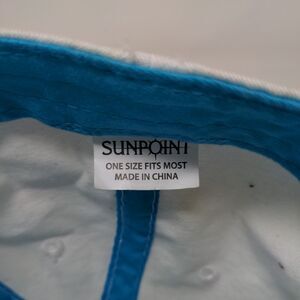 SUNPOINT
ONE SIZE FITS MOST
MADE IN CHINA